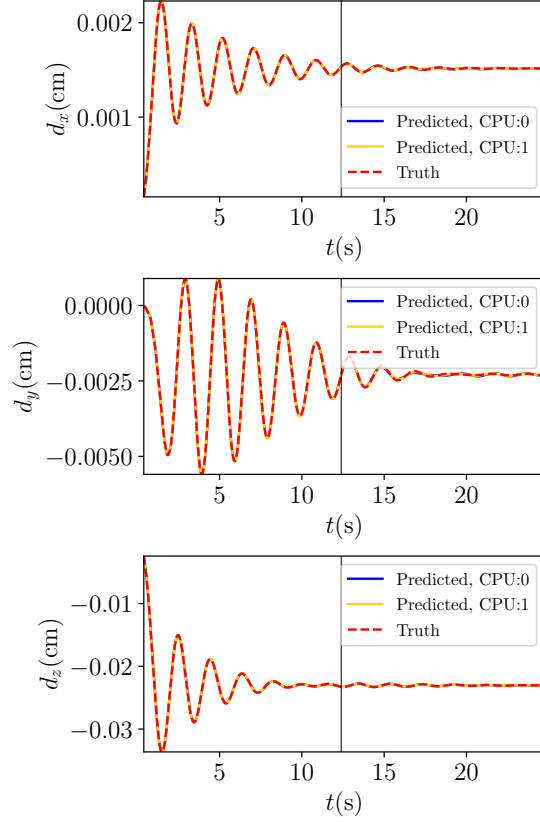 0.002
0.001
d_x(cm)
Predicted, CPU:0
Predicted, CPU:1
Truth
5 10 15 20
t(s)
0.0000
−0.0025
−0.0050
d_y(cm)
Predicted, CPU:0
Predicted, CPU:1
Truth
5 10 15 20
t(s)
−0.01
−0.02
−0.03
d_z(cm)
Predicted, CPU:0
Predicted, CPU:1
Truth
5 10 15 20
t(s)